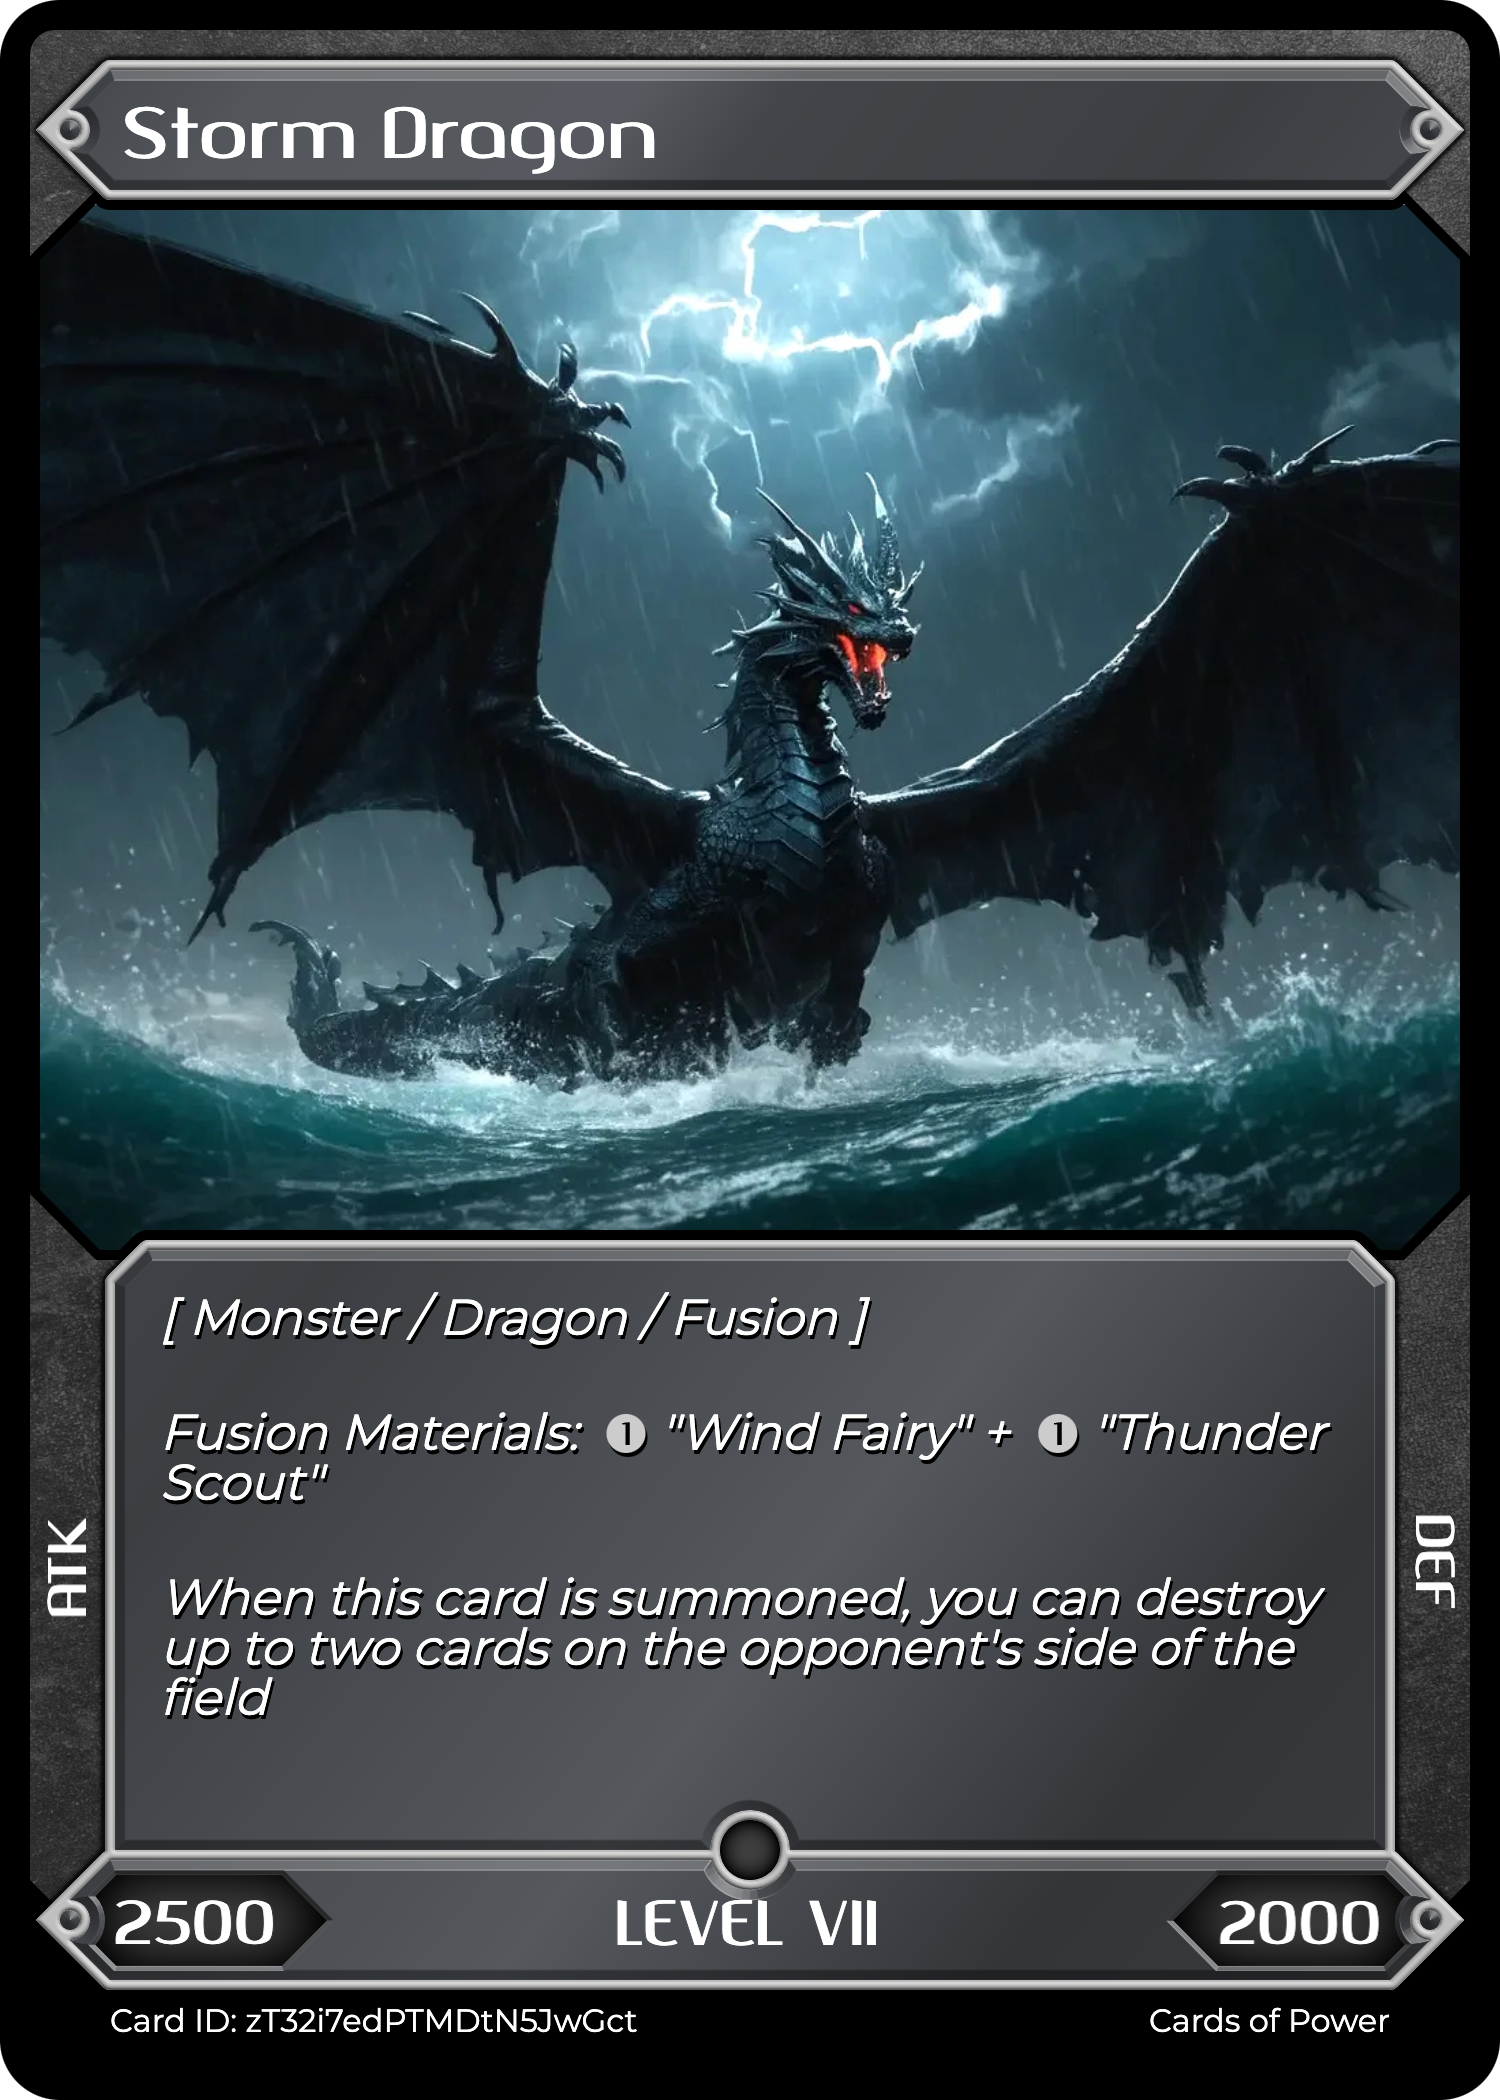 Storm Dragon
[ Monster / Dragon / Fusion ]
Fusion Materials: ❶ "Wind Fairy" + ❶ "Thunder
Scout"
When this card is summoned, you can destroy
up to two cards on the opponent's side of the
field
ATK
DEF
2500
LEVEL VII
2000
Card ID: zT32i7edPTMDtN5JwGct
Cards of Power